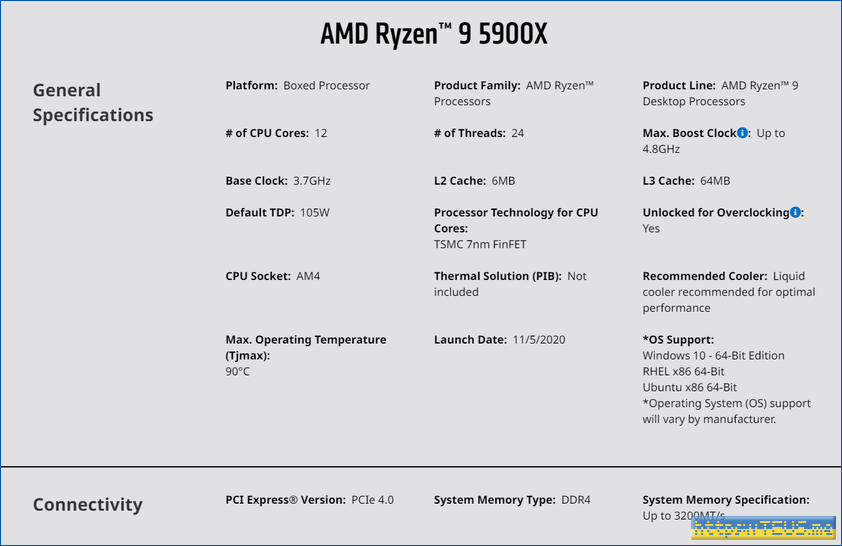 AMD Ryzen™ 9 5900X
General
Specifications
Platform: Boxed Processor
Product Family: AMD Ryzen™
Processors
Product Line: AMD Ryzen™ 9
Desktop Processors
# of CPU Cores: 12
# of Threads: 24
Max. Boost Clock: Up to
4.8GHz
Base Clock: 3.7GHz
L2 Cache: 6MB
L3 Cache: 64MB
Default TDP: 105W
Processor Technology for CPU
Cores:
TSMC 7nm FinFET
Unlocked for Overclocking:
Yes
CPU Socket: AM4
Thermal Solution (PIB): Not
included
Recommended Cooler: Liquid
cooler recommended for optimal
performance
Max. Operating Temperature
(Tjmax):
90°C
Launch Date: 11/5/2020
*OS Support:
Windows 10 - 64-Bit Edition
RHEL x86 64-Bit
Ubuntu x86 64-Bit
*Operating System (OS) support
will vary by manufacturer.
Connectivity
PCI Express® Version: PCIe 4.0
System Memory Type: DDR4
System Memory Specification:
Up to 3200MT/s